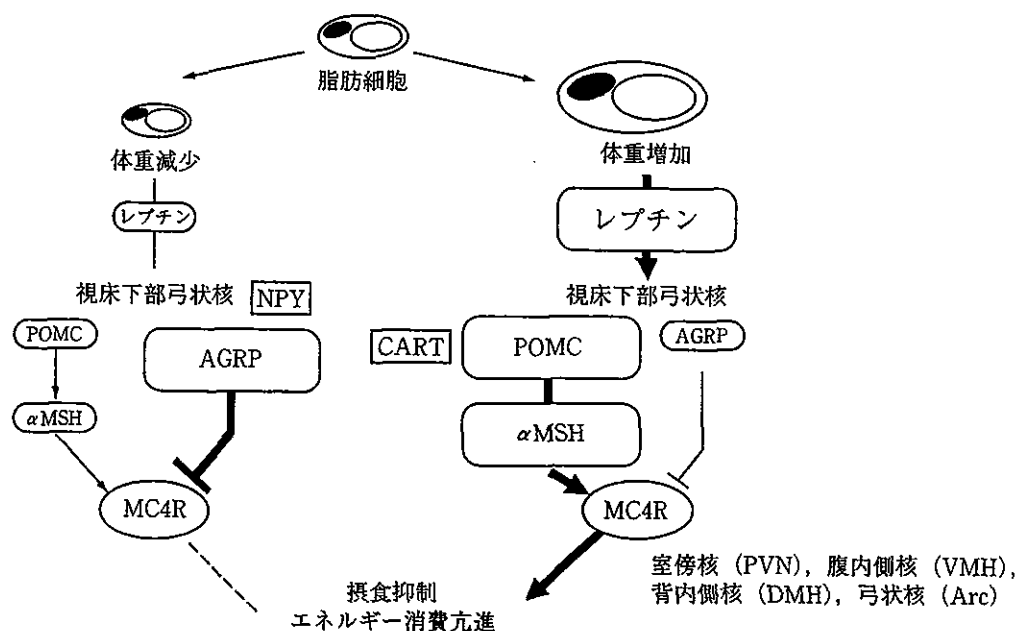 脂肪細胞
体重減少
レプチン
視床下部弓状核
NPY
POMC
AGRP
αMSH
MC4R
体重増加
レプチン
視床下部弓状核
CART
POMC
AGRP
αMSH
MC4R
摂食抑制
エネルギー消費亢進
室傍核（PVN），腹内側核（VMH），
背内側核（DMH），弓状核（Arc）